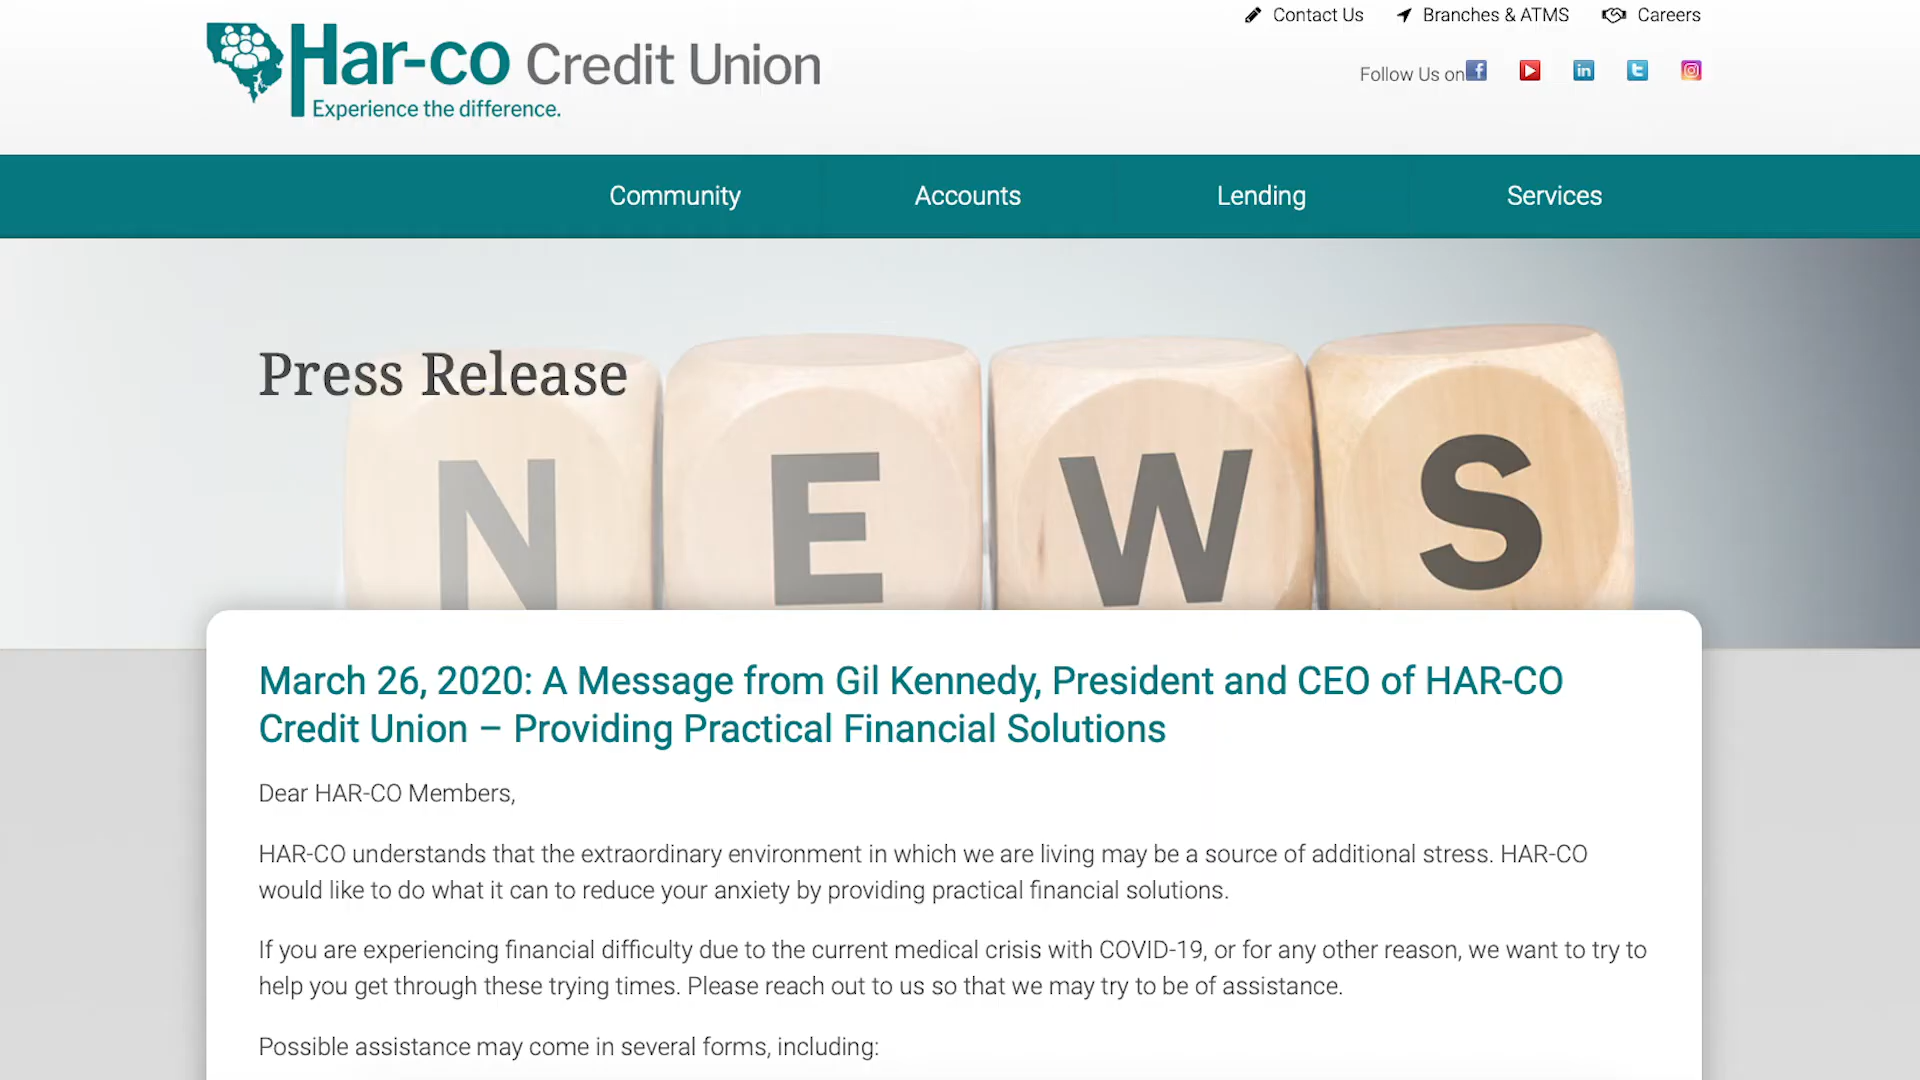 Contact Us
Branches & ATMS
Careers
Har-co Credit Union
Experience the difference.
Follow Us on
Community
Accounts
Lending
Services
Press Release
NEWS
March 26, 2020: A Message from Gil Kennedy, President and CEO of HAR-CO
Credit Union – Providing Practical Financial Solutions
Dear HAR-CO Members,
HAR-CO understands that the extraordinary environment in which we are living may be a source of additional stress. HAR-CO
would like to do what it can to reduce your anxiety by providing practical financial solutions.
If you are experiencing financial difficulty due to the current medical crisis with COVID-19, or for any other reason, we want to try to
help you get through these trying times. Please reach out to us so that we may try to be of assistance.
Possible assistance may come in several forms, including: